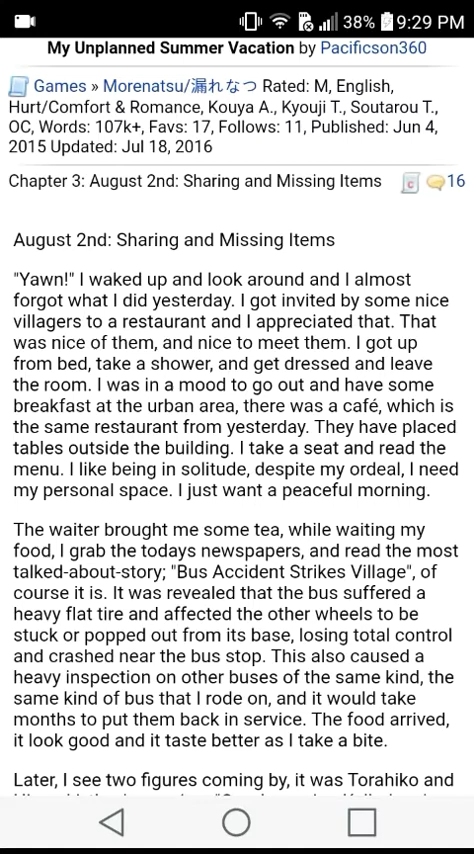 38% 9:29 PM
My Unplanned Summer Vacation by Pacificson360
Games » Morenatsu/漏れなつ Rated: M, English,
Hurt/Comfort & Romance, Kouya A., Kyouji T., Soutarou T.,
OC, Words: 107k+, Favs: 17, Follows: 11, Published: Jun 4,
2015 Updated: Jul 18, 2016
Chapter 3: August 2nd: Sharing and Missing Items c 16
August 2nd: Sharing and Missing Items
"Yawn!" I waked up and look around and I almost
forgot what I did yesterday. I got invited by some nice
villagers to a restaurant and I appreciated that. That
was nice of them, and nice to meet them. I got up
from bed, take a shower, and get dressed and leave
the room. I was in a mood to go out and have some
breakfast at the urban area, there was a café, which is
the same restaurant from yesterday. They have placed
tables outside the building. I take a seat and read the
menu. I like being in solitude, despite my ordeal, I need
my personal space. I just want a peaceful morning.
The waiter brought me some tea, while waiting my
food, I grab the todays newspapers, and read the most
talked-about-story; "Bus Accident Strikes Village", of
course it is. It was revealed that the bus suffered a
heavy flat tire and affected the other wheels to be
stuck or popped out from its base, losing total control
and crashed near the bus stop. This also caused a
heavy inspection on other buses of the same kind, the
same kind of bus that I rode on, and it would take
months to put them back in service. The food arrived,
it look good and it taste better as I take a bite.
Later, I see two figures coming by, it was Torahiko and